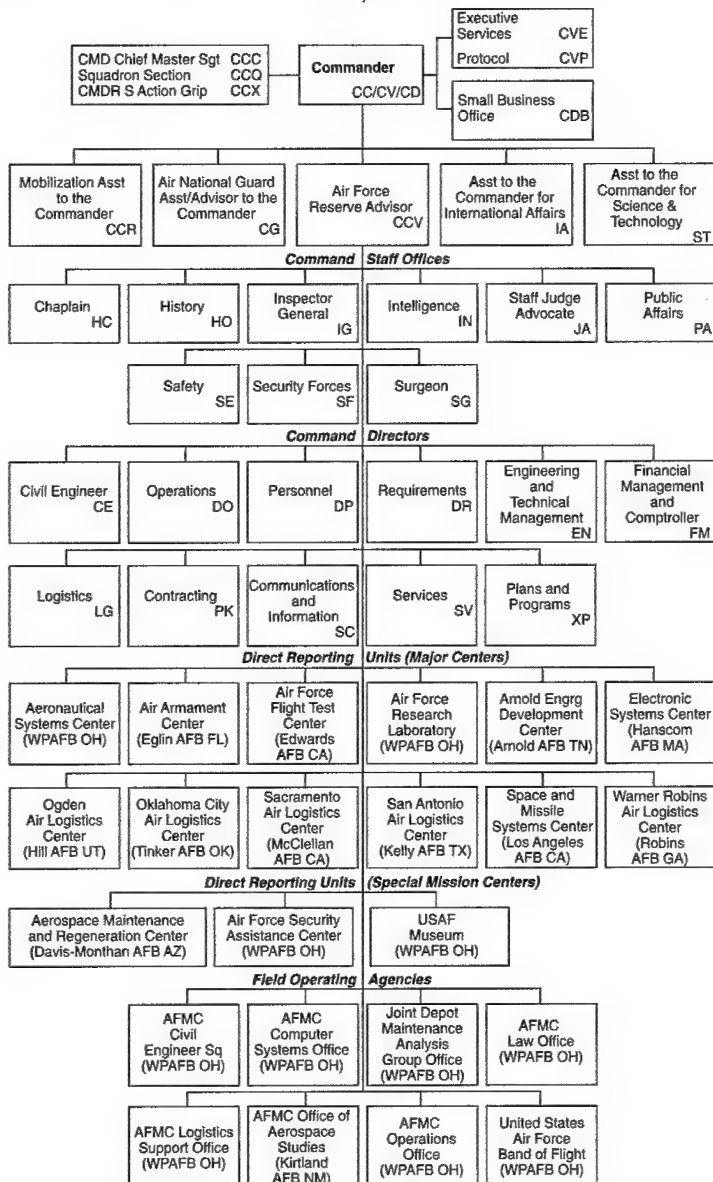 CMD Chief Master Sgt CCC
Squadron Section CCQ
CMDR S Action Grip CCX
Commander
CC/CV/CD
Executive
Services CVE
Protocol CVP
Small Business
Office CDB
Mobilization Asst
to the
Commander
CCR
Air National Guard
Asst/Advisor to the
Commander
CG
Air Force
Reserve Advisor
CCV
Asst to the
Commander for
International Affairs
IA
Asst to the
Commander for
Science &
Technology
ST
Command Staff Offices
Chaplain
HC
History
HO
Inspector
General
IG
Intelligence
IN
Staff Judge
Advocate
JA
Public
Affairs
PA
Safety
SE
Security Forces
SF
Surgeon
SG
Command Directors
Civil Engineer
CE
Operations
DO
Personnel
DP
Requirements
DR
Engineering
and
Technical
Management
EN
Financial
Management
and
Comptroller
FM
Logistics
LG
Contracting
PK
Communications
and
Information
SC
Services
SV
Plans and
Programs
XP
Direct Reporting Units (Major Centers)
Aeronautical
Systems Center
(WPAFB OH)
Air Armament
Center
(Eglin AFB FL)
Air Force
Flight Test
Center
(Edwards
AFB CA)
Air Force
Research
Laboratory
(WPAFB OH)
Arnold Engrg
Development
Center
(Arnold AFB TN)
Electronic
Systems Center
(Hanscom
AFB MA)
Ogden
Air Logistics
Center
(Hill AFB UT)
Oklahoma City
Air Logistics
Center
(Tinker AFB OK)
Sacramento
Air Logistics
Center
(McClellan
AFB CA)
San Antonio
Air Logistics
Center
(Kelly AFB TX)
Space and
Missile
Systems Center
(Los Angeles
AFB CA)
Warner Robins
Air Logistics
Center
(Robins
AFB GA)
Direct Reporting Units (Special Mission Centers)
Aerospace Maintenance
and Regeneration Center
(Davis-Monthan AFB AZ)
Air Force Security
Assistance Center
(WPAFB OH)
USAF
Museum
(WPAFB OH)
Field Operating Agencies
AFMC
Civil
Engineer Sq
(WPAFB OH)
AFMC
Computer
Systems Office
(WPAFB OH)
Joint Depot
Maintenance
Analysis
Group Office
(WPAFB OH)
AFMC
Law Office
(WPAFB OH)
AFMC Logistics
Support Office
(WPAFB OH)
AFMC Office of
Aerospace
Studies
(Kirtland
AFB NM)
AFMC
Operations
Office
(WPAFB OH)
United States
Air Force
Band of Flight
(WPAFB OH)